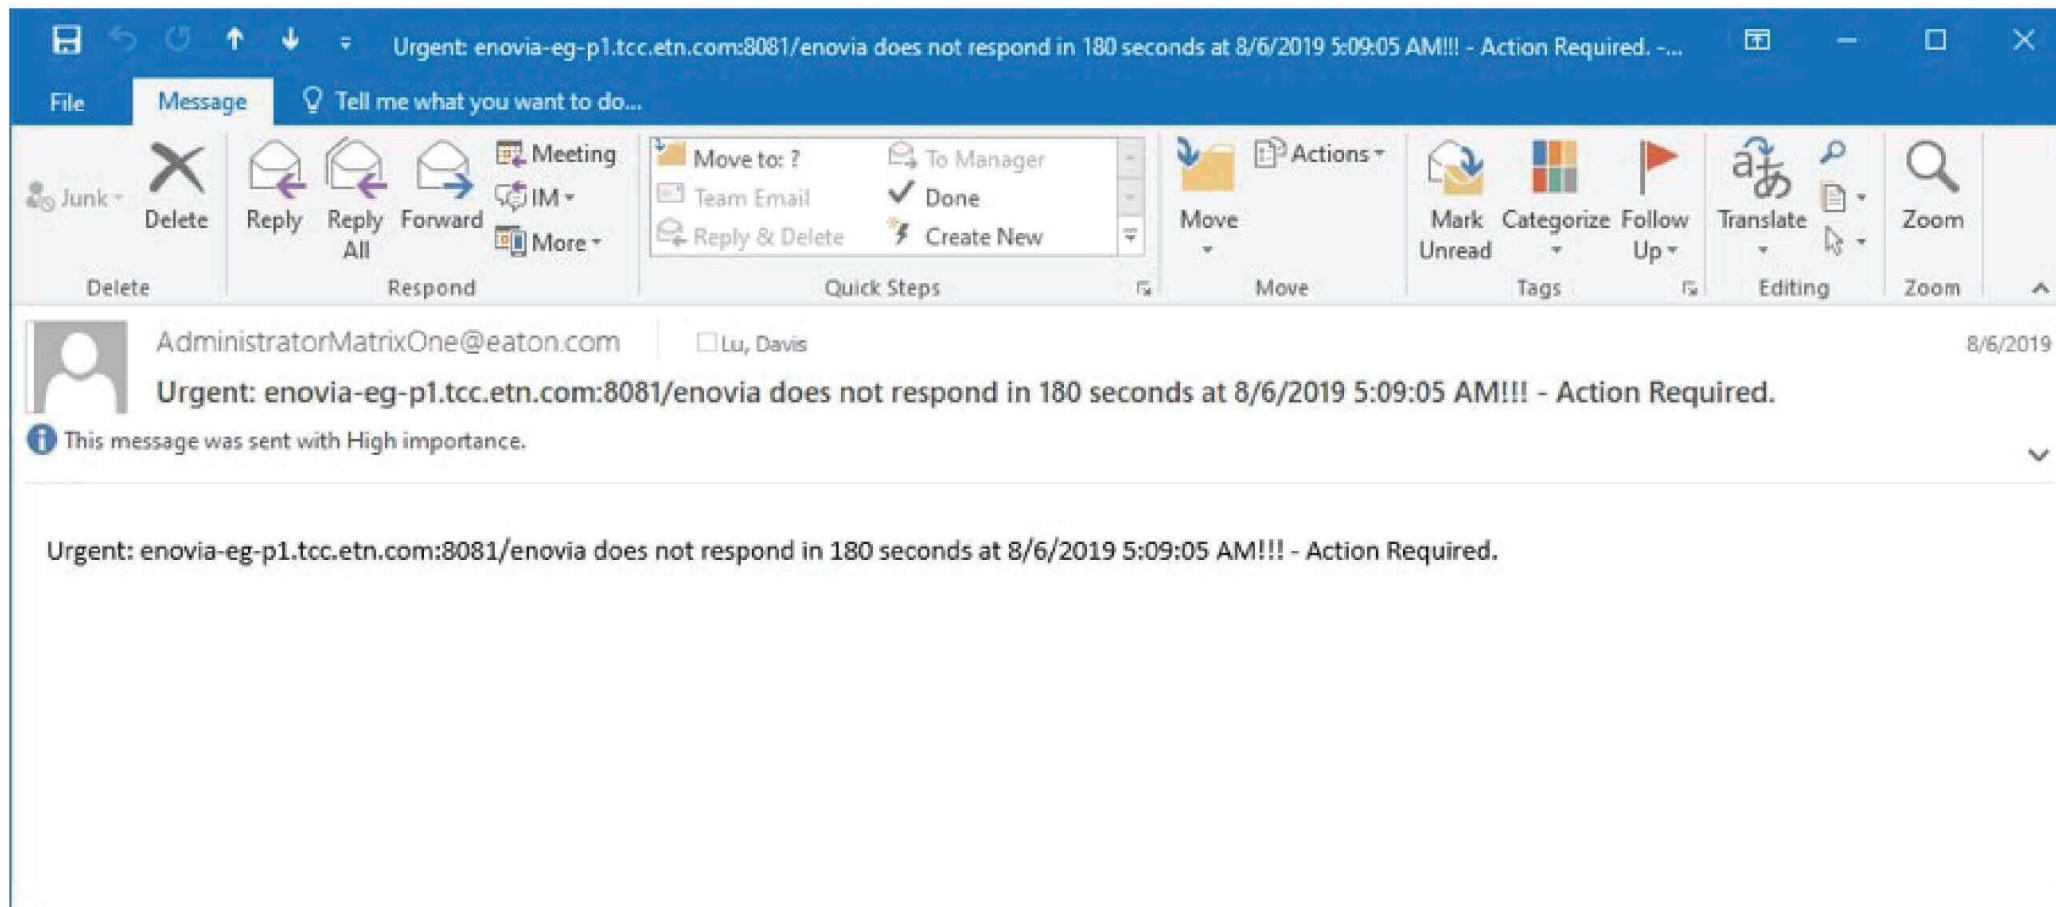 Urgent: enovia-eg-p1.tcc.etn.com:8081/enovia does not respond in 180 seconds at 8/6/2019 5:09:05 AM!!! - Action Required. -...
File Message Tell me what you want to do...
Junk
Delete
Reply
Reply All
Forward
Meeting
IM
More
Move to: ?
Team Email
Reply & Delete
To Manager
Done
Create New
Move
Actions
Mark Unread
Categorize
Follow Up
Translate
Zoom
Delete Respond Quick Steps Move Tags Editing Zoom
AdministratorMatrixOne@eaton.com Lu, Davis 8/6/2019
Urgent: enovia-eg-p1.tcc.etn.com:8081/enovia does not respond in 180 seconds at 8/6/2019 5:09:05 AM!!! - Action Required.
This message was sent with High importance.
Urgent: enovia-eg-p1.tcc.etn.com:8081/enovia does not respond in 180 seconds at 8/6/2019 5:09:05 AM!!! - Action Required.